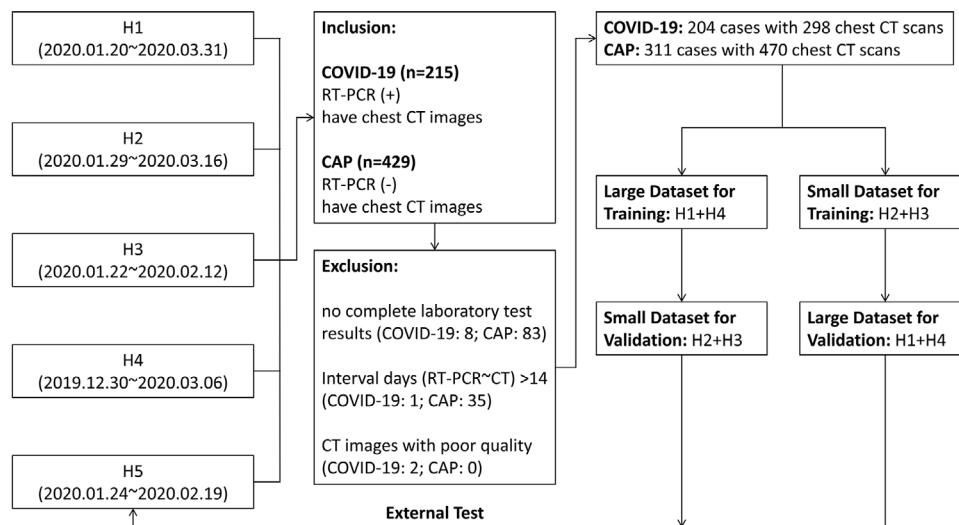 H1
(2020.01.20~2020.03.31)
H2
(2020.01.29~2020.03.16)
H3
(2020.01.22~2020.02.12)
H4
(2019.12.30~2020.03.06)
H5
(2020.01.24~2020.02.19)
Inclusion:
COVID-19 (n=215)
RT-PCR (+)
have chest CT images
CAP (n=429)
RT-PCR (-)
have chest CT images
Exclusion:
no complete laboratory test
results (COVID-19: 8; CAP: 83)
Interval days (RT-PCR~CT) >14
(COVID-19: 1; CAP: 35)
CT images with poor quality
(COVID-19: 2; CAP: 0)
COVID-19: 204 cases with 298 chest CT scans
CAP: 311 cases with 470 chest CT scans
Large Dataset for
Training: H1+H4
Small Dataset for
Validation: H2+H3
Small Dataset for
Training: H2+H3
Large Dataset for
Validation: H1+H4
External Test